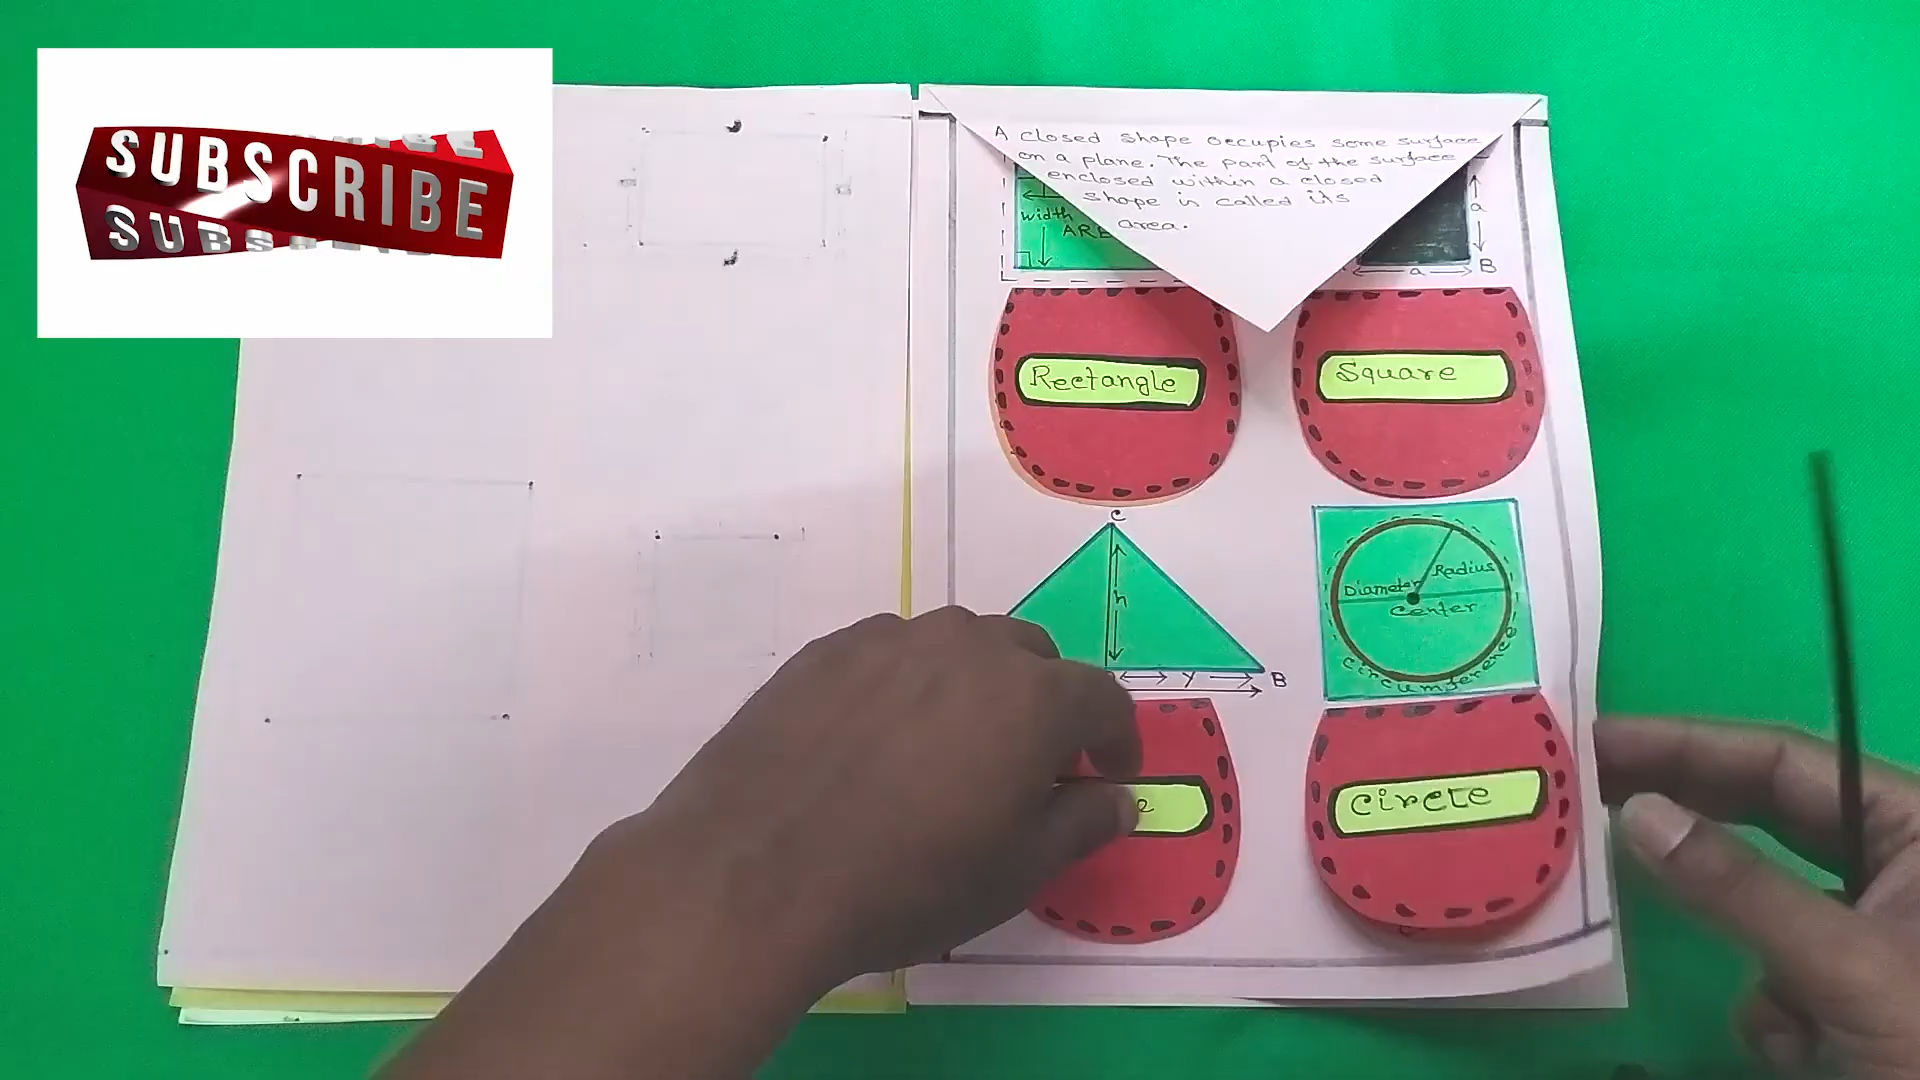 SUBSCRIBE
A closed shape occupies some surface
on a plane. The part of the surface
enclosed within a closed
shape is called its
area.
width
a
a
B
Rectangle
Square
C
h
y
B
Diameter
Radius
Center
Circumference
e
Circle